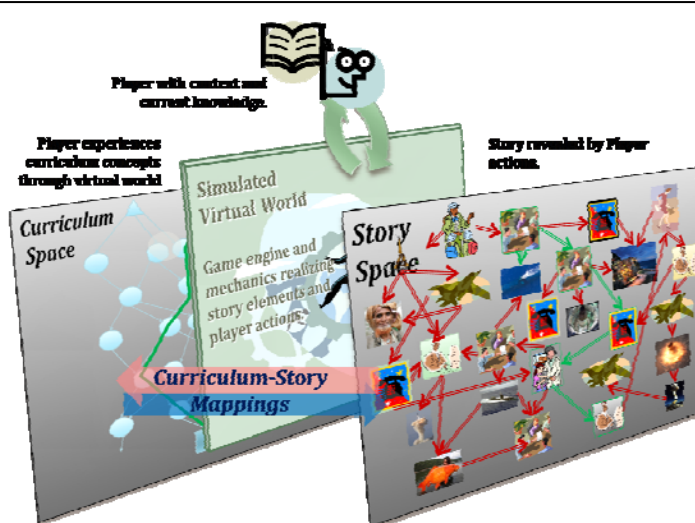 Player with context and
current knowledge.
Player experiences
curriculum concepts
through virtual world
Story revealed by Player
actions.
Curriculum
Space
Simulated
Virtual World
Game engine and
mechanics realizing
story elements and
player actions
Story
Space
Curriculum-Story
Mappings